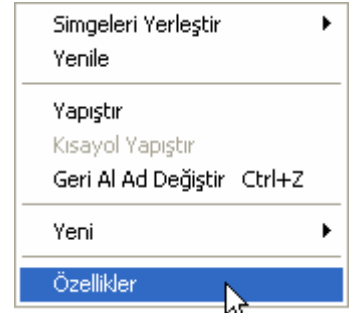 Simgeleri Yerleştir
Yenile
Yapıştır
Kısayol Yapıştır
Geri Al Ad Değiştir Ctrl+Z
Yeni
Özellikler